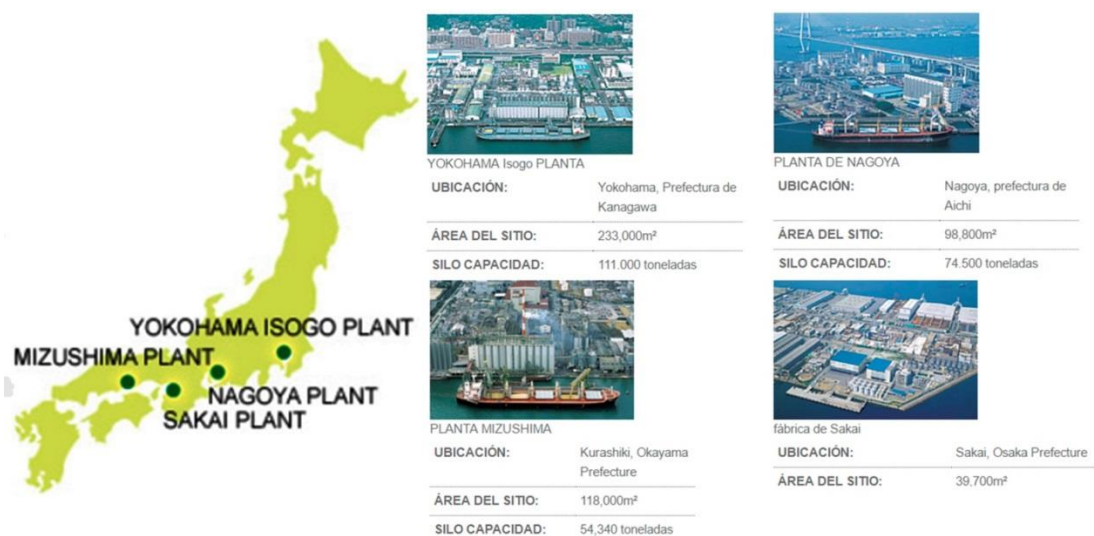 YOKOHAMA ISOGO PLANT
MIZUSHIMA PLANT
NAGOYA PLANT
SAKAI PLANT
YOKOHAMA Isogo PLANTA
UBICACIÓN: Yokohama, Prefectura de
Kanagawa
ÁREA DEL SITIO: 233,000m²
SILO CAPACIDAD: 111.000 toneladas
PLANTA DE NAGOYA
UBICACIÓN: Nagoya, prefectura de
Aichi
ÁREA DEL SITIO: 98,800m²
SILO CAPACIDAD: 74.500 toneladas
PLANTA MIZUSHIMA
UBICACIÓN: Kurashiki, Okayama
Prefecture
ÁREA DEL SITIO: 118,000m²
SILO CAPACIDAD: 54,340 toneladas
fábrica de Sakai
UBICACIÓN: Sakai, Osaka Prefecture
ÁREA DEL SITIO: 39,700m²